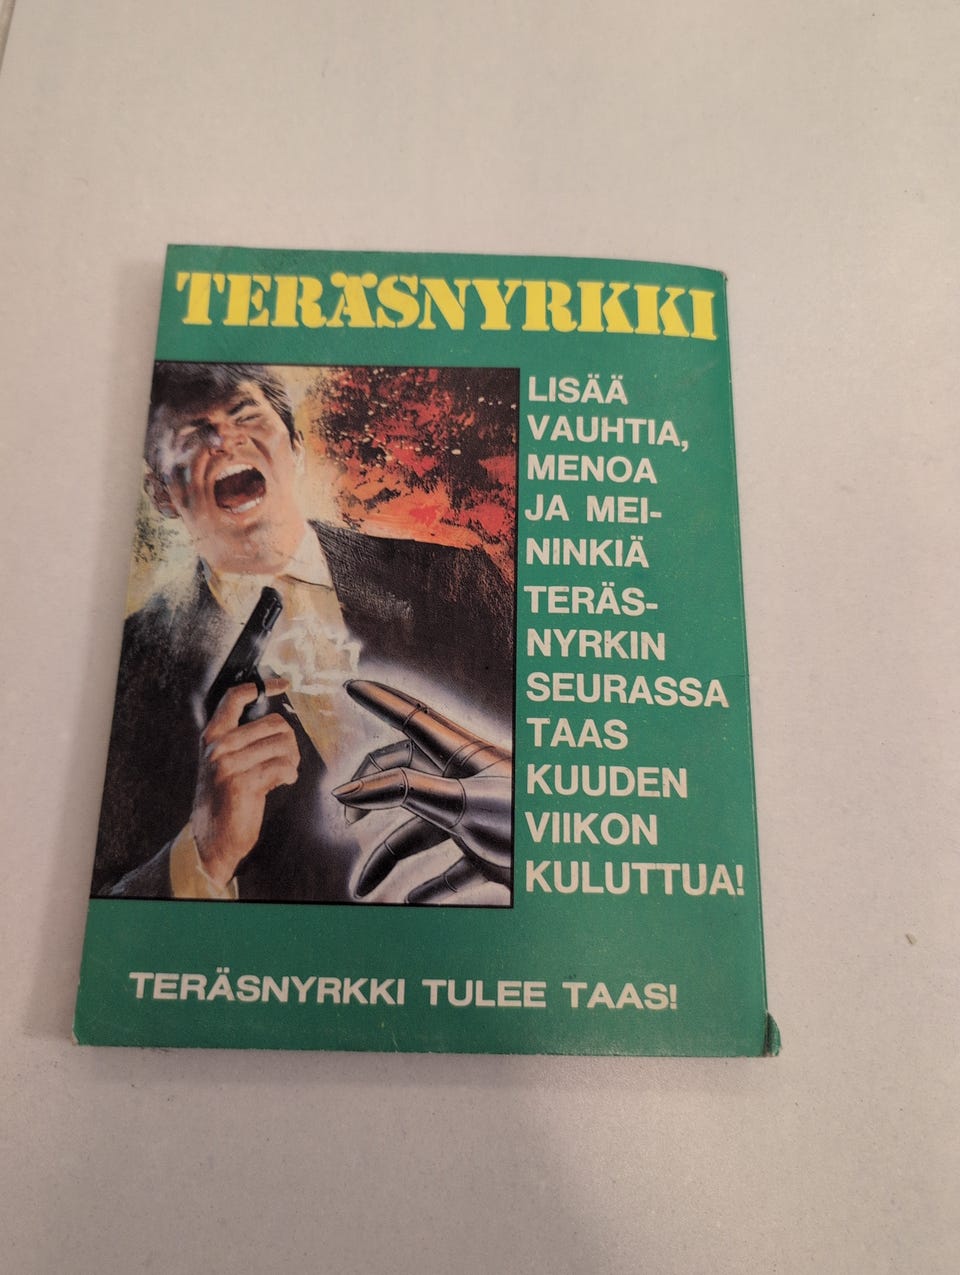 TERÄSNYRKKI
LISÄÄ
VAUHTIA,
MENOA
JA MEI-
NINKIÄ
TERÄS-
NYRKIN
SEURASSA
TAAS
KUUDEN
VIIKON
KULUTTUA!
TERÄSNYRKKI TULEE TAAS!